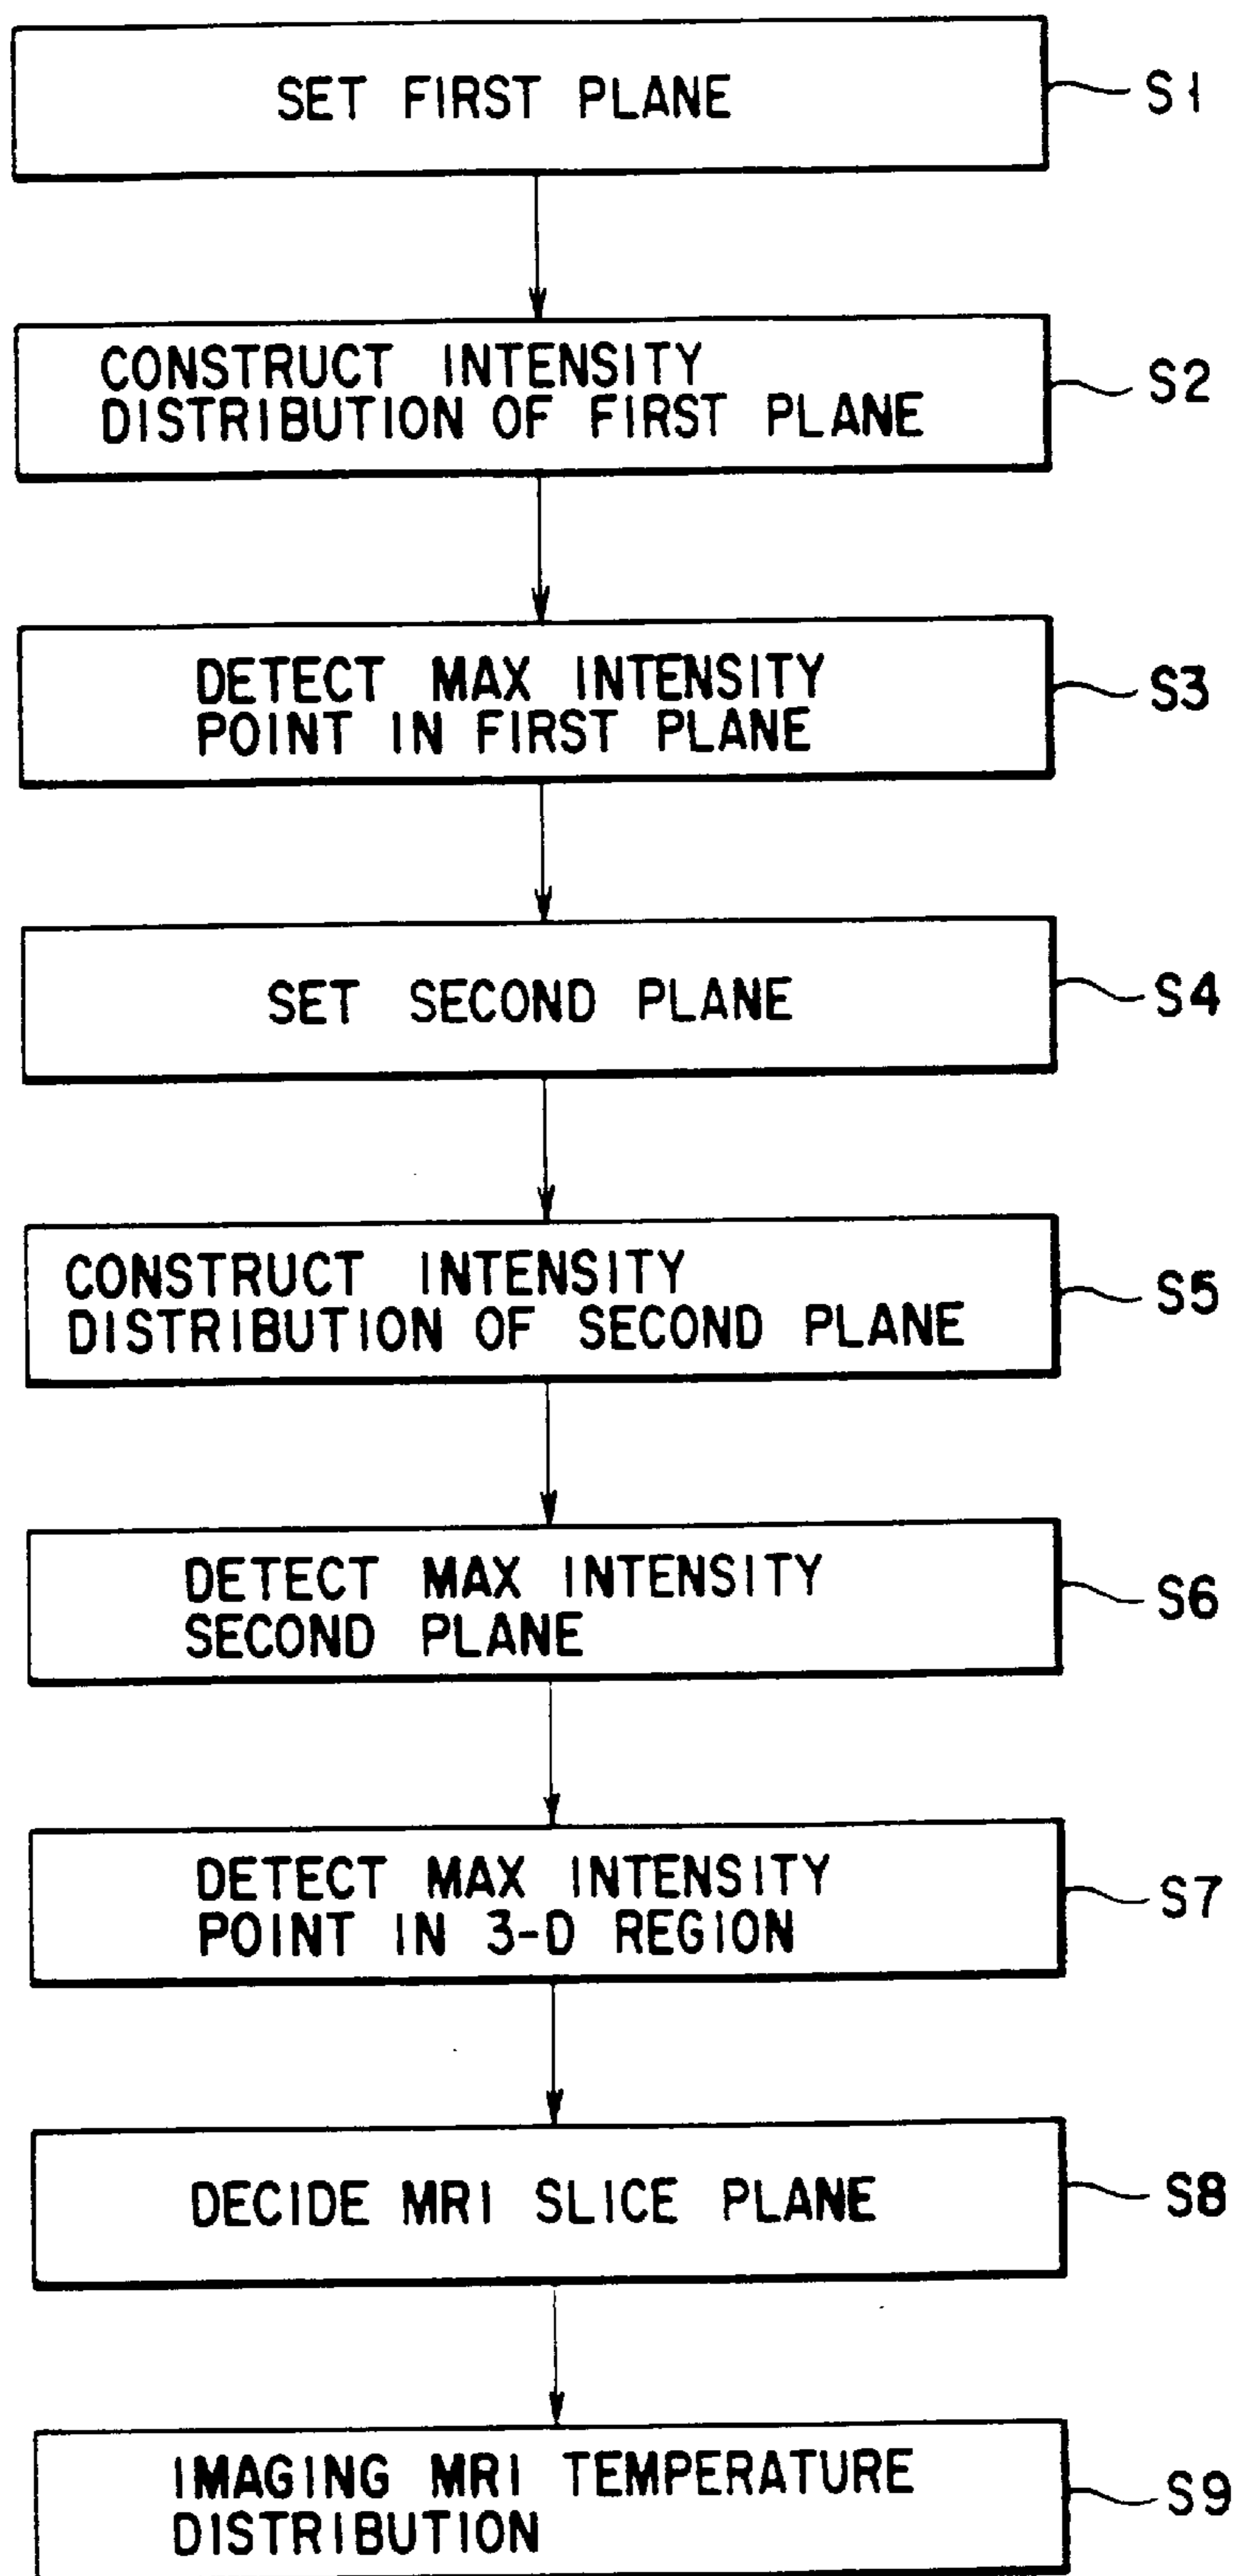 SET FIRST PLANE
S1
CONSTRUCT INTENSITY
DISTRIBUTION OF FIRST PLANE
S2
DETECT MAX INTENSITY
POINT IN FIRST PLANE
S3
SET SECOND PLANE
S4
CONSTRUCT INTENSITY
DISTRIBUTION OF SECOND PLANE
S5
DETECT MAX INTENSITY
SECOND PLANE
S6
DETECT MAX INTENSITY
POINT IN 3-D REGION
S7
DECIDE MRI SLICE PLANE
S8
IMAGING MRI TEMPERATURE
DISTRIBUTION
S9